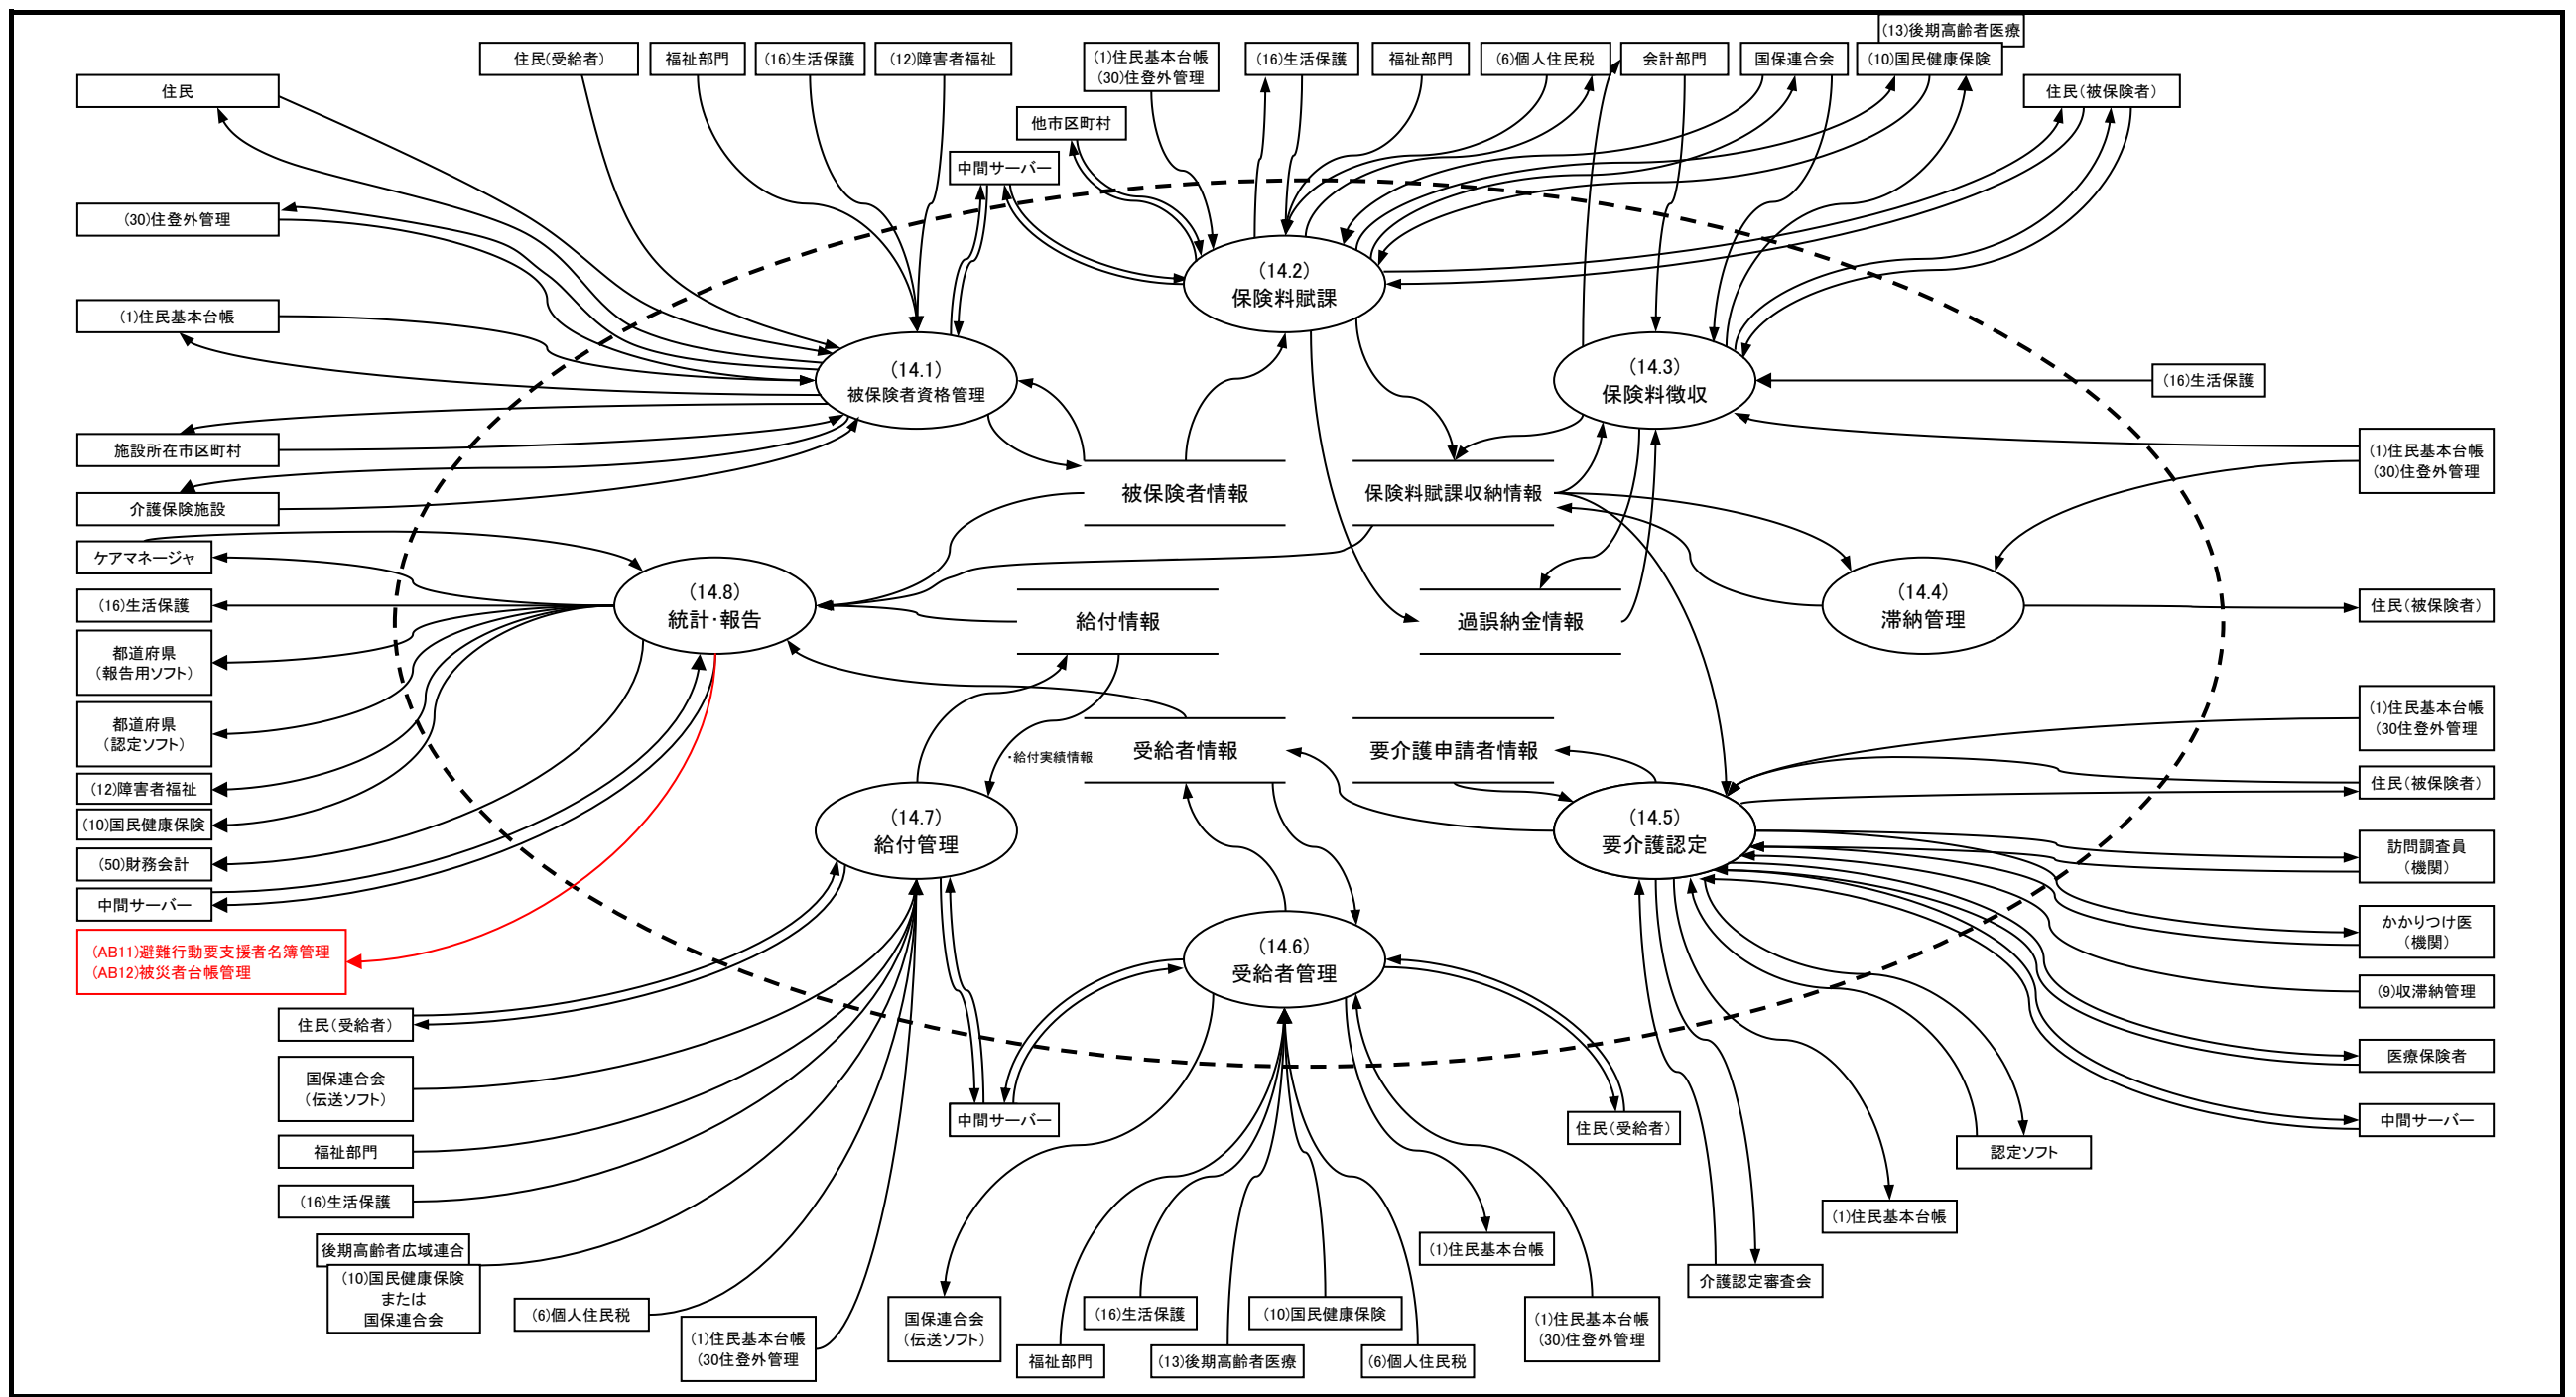 (13)後期高齢者医療
住民(受給者)
福祉部門
(16)生活保護
(12)障害者福祉
(1)住民基本台帳
(30)住登外管理
(16)生活保護
福祉部門
(6)個人住民税
会計部門
国保連合会
(10)国民健康保険
住民
住民(被保険者)
他市区町村
中間サーバー
(30)住登外管理
(14.2)
保険料賦課
(1)住民基本台帳
(14.1)
被保険者資格管理
(14.3)
保険料徴収
(16)生活保護
施設所在市区町村
(1)住民基本台帳
(30)住登外管理
介護保険施設
被保険者情報
保険料賦課収納情報
ケアマネージャ
(16)生活保護
(14.8)
統計・報告
給付情報
過誤納金情報
(14.4)
滞納管理
住民(被保険者)
都道府県
(報告用ソフト)
都道府県
(認定ソフト)
・給付実績情報
受給者情報
要介護申請者情報
(1)住民基本台帳
(30住登外管理
(12)障害者福祉
住民(被保険者)
(10)国民健康保険
(14.7)
給付管理
(14.5)
要介護認定
(50)財務会計
訪問調査員
(機関)
中間サーバー
かかりつけ医
(機関)
(AB11)避難行動要支援者名簿管理
(AB12)被災者台帳管理
(14.6)
受給者管理
(9)収滞納管理
住民(受給者)
医療保険者
国保連合会
(伝送ソフト)
中間サーバー
住民(受給者)
中間サーバー
福祉部門
認定ソフト
(16)生活保護
(1)住民基本台帳
後期高齢者広域連合
(10)国民健康保険
または
国保連合会
(1)住民基本台帳
介護認定審査会
(6)個人住民税
(1)住民基本台帳
(30住登外管理
国保連合会
(伝送ソフト)
(16)生活保護
(10)国民健康保険
(1)住民基本台帳
(30)住登外管理
福祉部門
(13)後期高齢者医療
(6)個人住民税